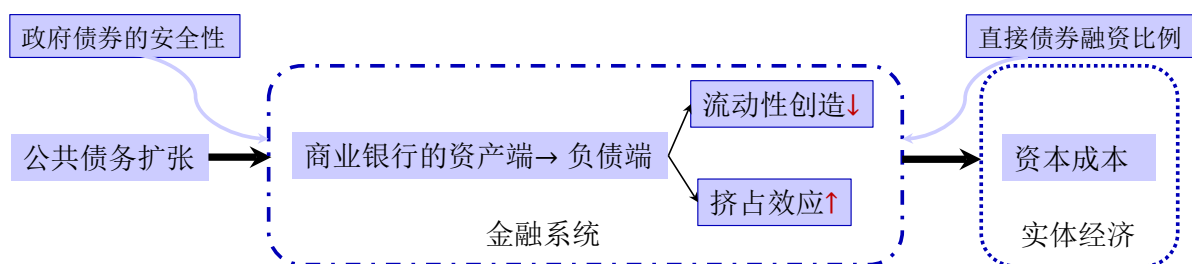 政府债券的安全性
直接债券融资比例
流动性创造↓
公共债务扩张
商业银行的资产端→ 负债端
资本成本
挤占效应↑
金融系统
实体经济